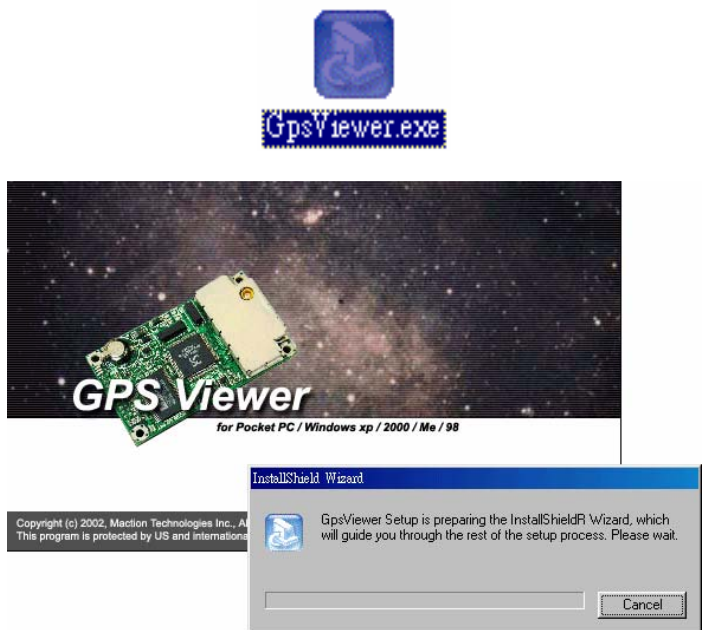 GpsViewer.exe
GPS Viewer
for Pocket PC / Windows xp / 2000 / Me / 98
Copyright (c) 2002, Maction Technologies Inc.,
This program is protected by US and
InstallShield Wizard
GpsViewer Setup is preparing the InstallShieldR Wizard, which
will guide you through the rest of the setup process. Please wait.
Cancel